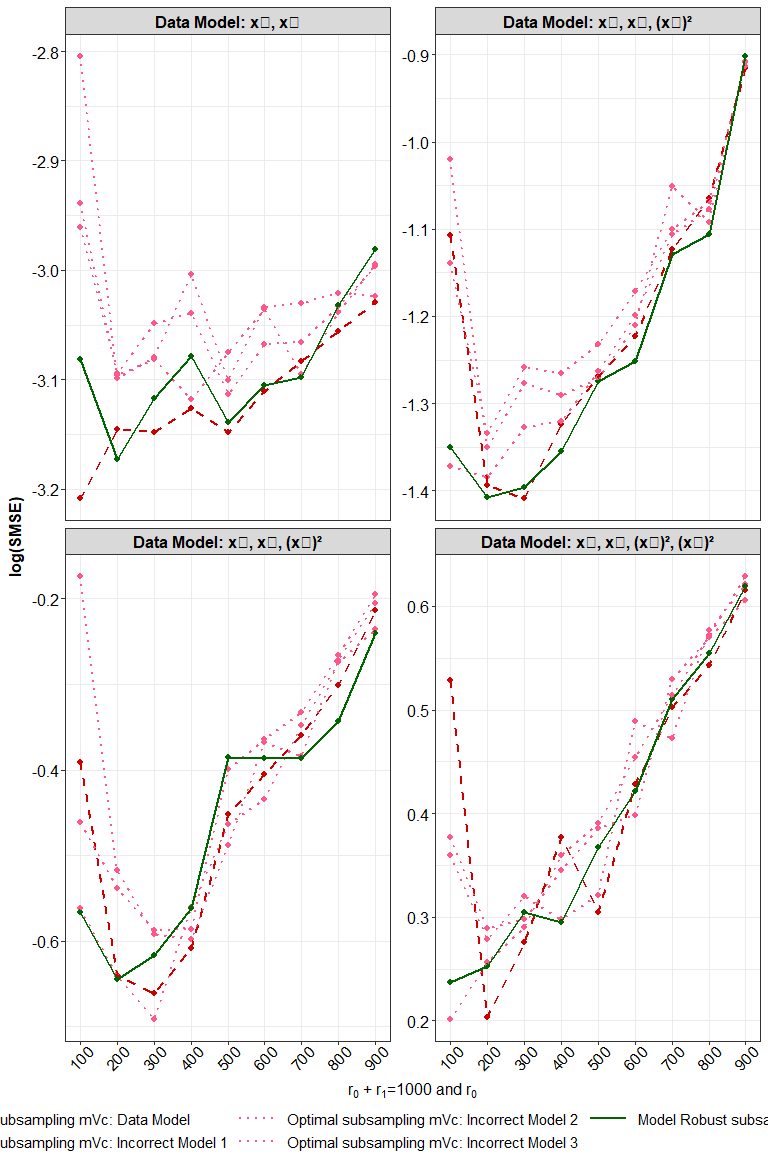 Data Model: x▯, x▯
Data Model: x▯, x▯, (x▯)²
-2.8
-2.9
-3.0
-3.1
-3.2
-0.9
-1.0
-1.1
-1.2
-1.3
-1.4
log(SMSE)
Data Model: x▯, x▯, (x▯)²
Data Model: x▯, x▯, (x▯)², (x▯)²
-0.2
-0.4
-0.6
0.6
0.5
0.4
0.3
0.2
100 200 300 400 500 600 700 800 900
100 200 300 400 500 600 700 800 900
r₀ + r₁=1000 and r₀
ubsampling mVc: Data Model
Optimal subsampling mVc: Incorrect Model 2
Model Robust subsa
ubsampling mVc: Incorrect Model 1
Optimal subsampling mVc: Incorrect Model 3